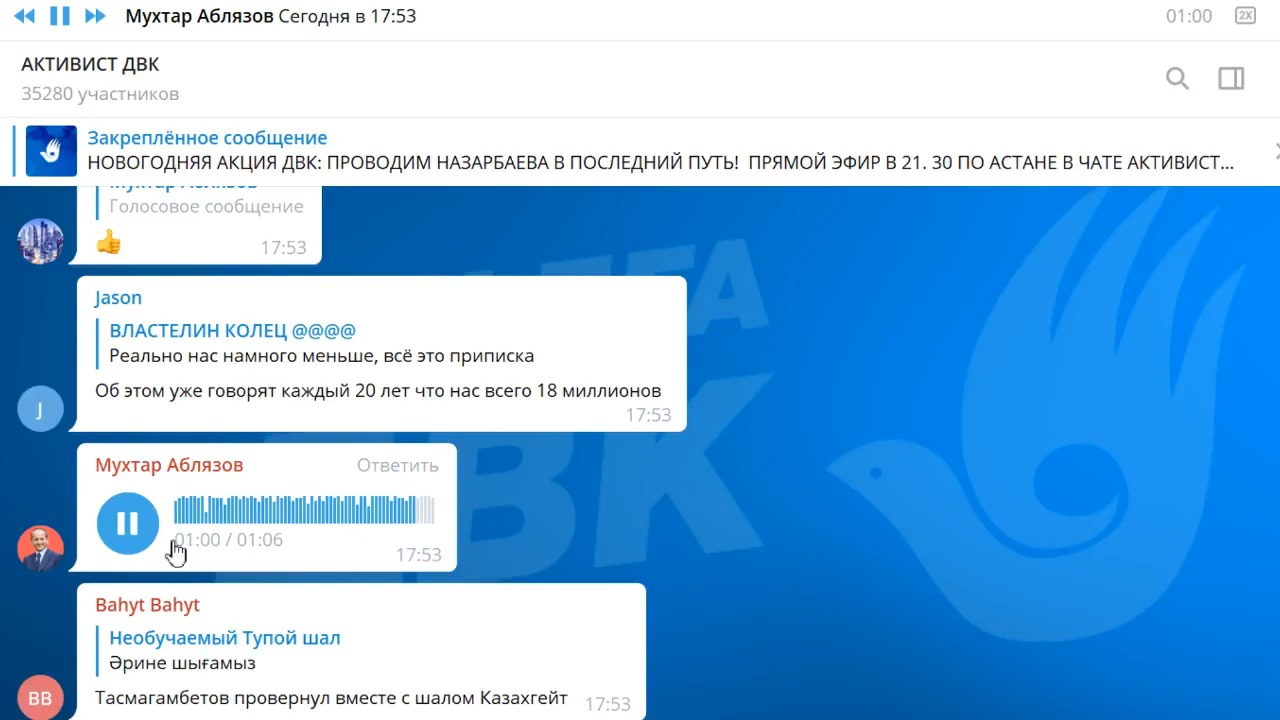 Мухтар Аблязов Сегодня в 17:53
01:00
2X
АКТИВИСТ ДВК
35280 участников
Закреплённое сообщение
НОВОГОДНЯЯ АКЦИЯ ДВК: ПРОВОДИМ НАЗАРБАЕВА В ПОСЛЕДНИЙ ПУТЬ! ПРЯМОЙ ЭФИР В 21. 30 ПО АСТАНЕ В ЧАТЕ АКТИВИСТ...
Мухтар Аблязов
Голосовое сообщение
17:53
Jason
ВЛАСТЕЛИН КОЛЕЦ @@@@
Реально нас намного меньше, всё это приписка
Об этом уже говорят каждый 20 лет что нас всего 18 миллионов
17:53
J
Мухтар Аблязов
Ответить
01:00 / 01:06
17:53
Bahyt Bahyt
Необучаемый Тупой шал
Әрине шығамыз
Тасмагамбетов провернул вместе с шалом Казахгейт
17:53
BB
ДВК